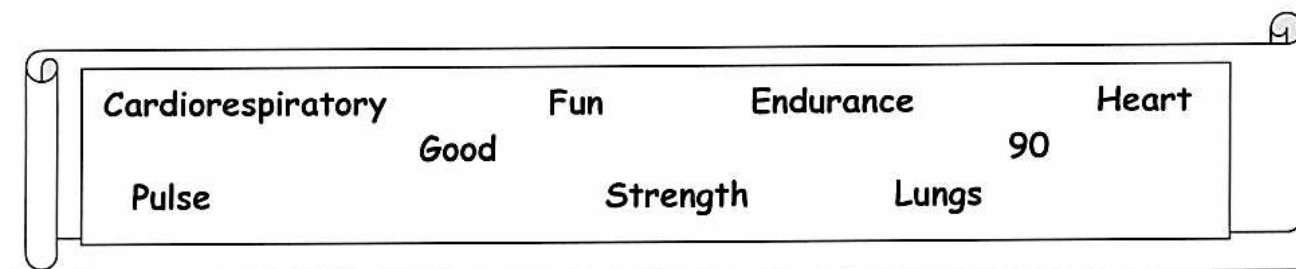 Cardiorespiratory Fun Endurance Heart
Good 90
Pulse Strength Lungs